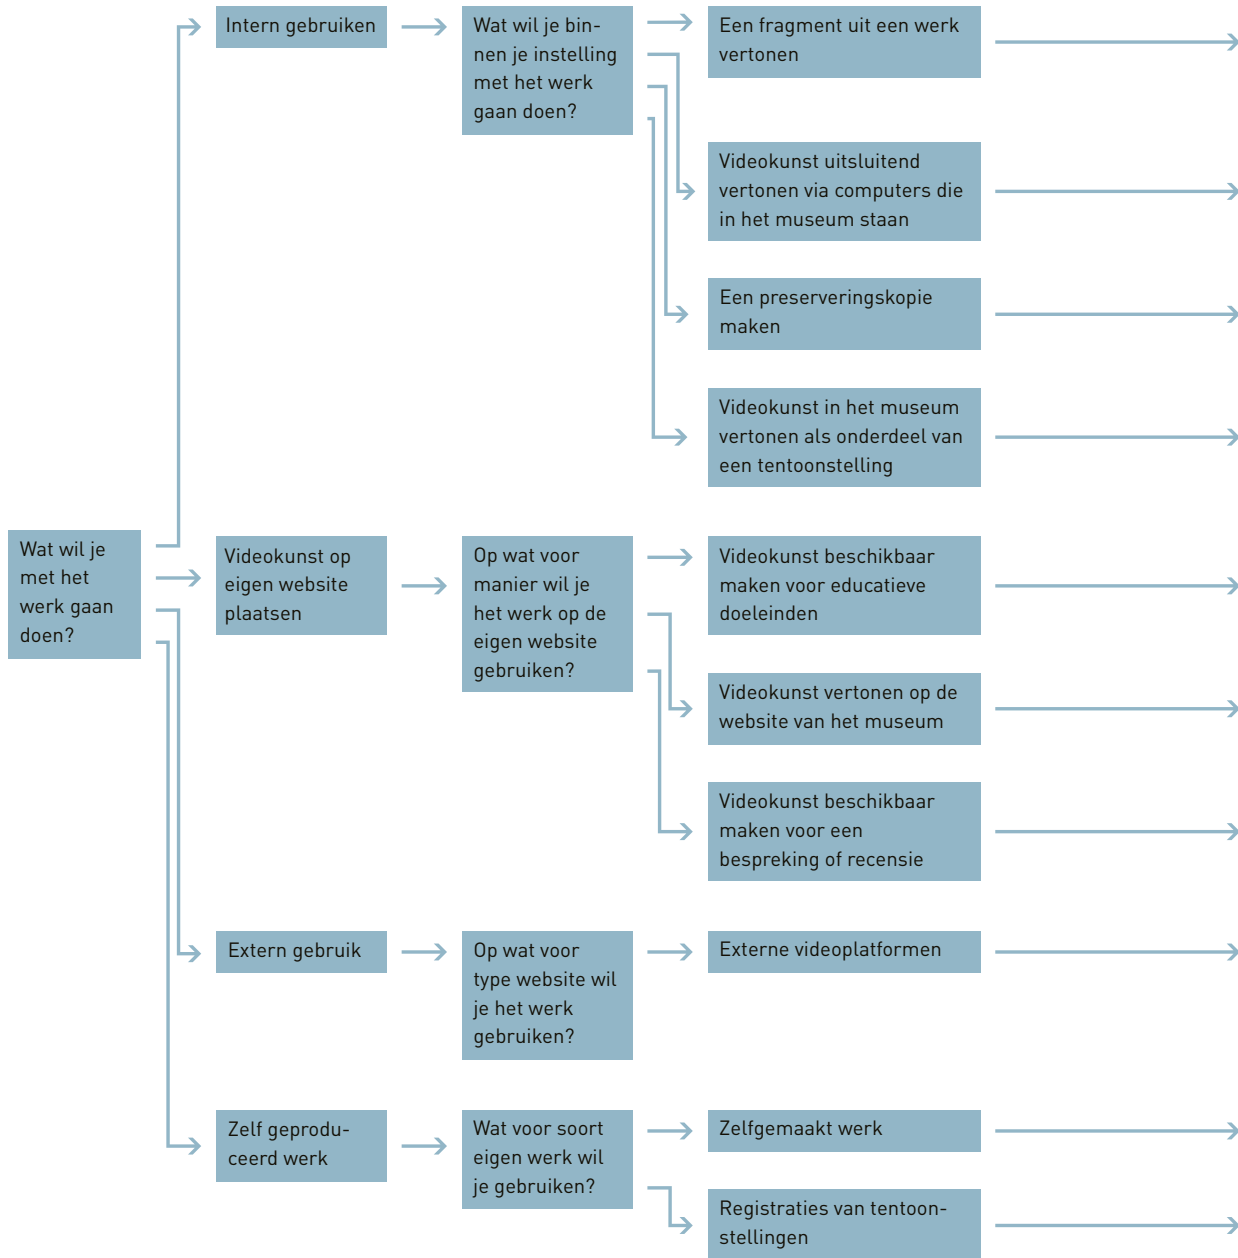 Wat wil je
met het
werk gaan
doen?
Intern gebruiken
Wat wil je bin-
nen je instelling
met het werk
gaan doen?
Een fragment uit een werk
vertonen
Videokunst uitsluitend
vertonen via computers die
in het museum staan
Een preserveringskopie
maken
Videokunst in het museum
vertonen als onderdeel van
een tentoonstelling
Videokunst op
eigen website
plaatsen
Op wat voor
manier wil je
het werk op de
eigen website
gebruiken?
Videokunst beschikbaar
maken voor educatieve
doeleinden
Videokunst vertonen op de
website van het museum
Videokunst beschikbaar
maken voor een
bespreking of recensie
Extern gebruik
Op wat voor
type website wil
je het werk
gebruiken?
Externe videoplatformen
Zelf geprodu-
ceerd werk
Wat voor soort
eigen werk wil
je gebruiken?
Zelfgemaakt werk
Registraties van tentoon-
stellingen